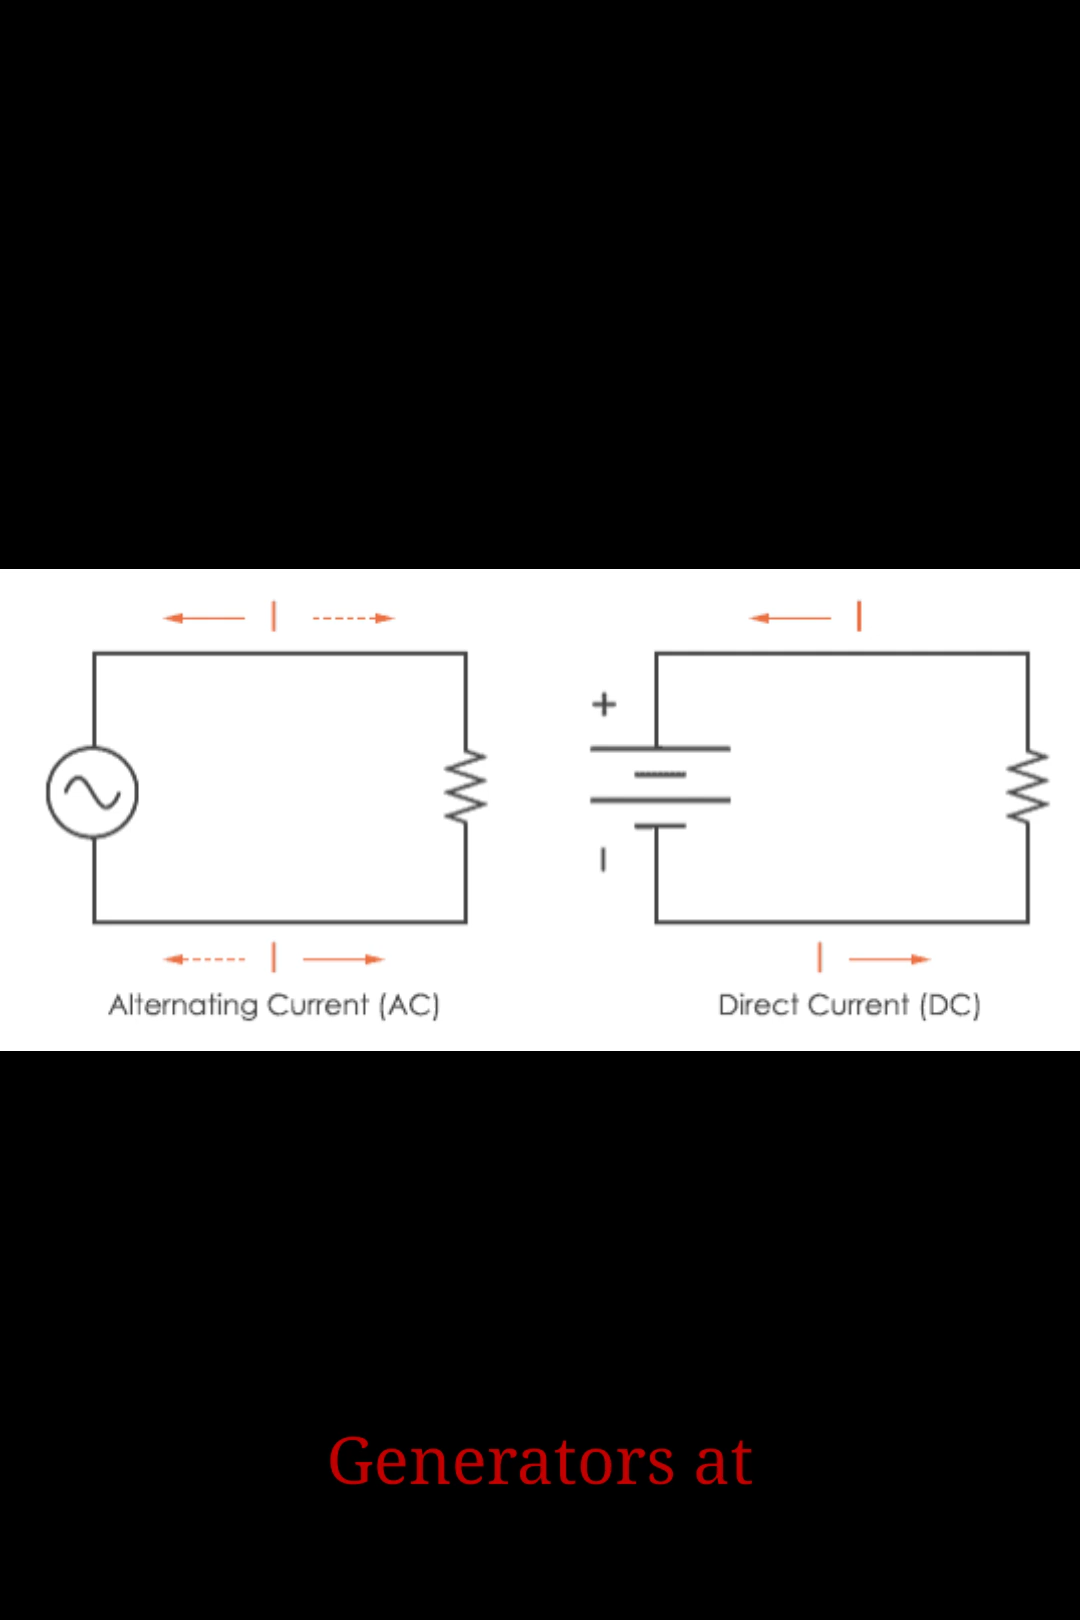 I
I
+
−
I
I
Alternating Current (AC)
Direct Current (DC)
Generators at